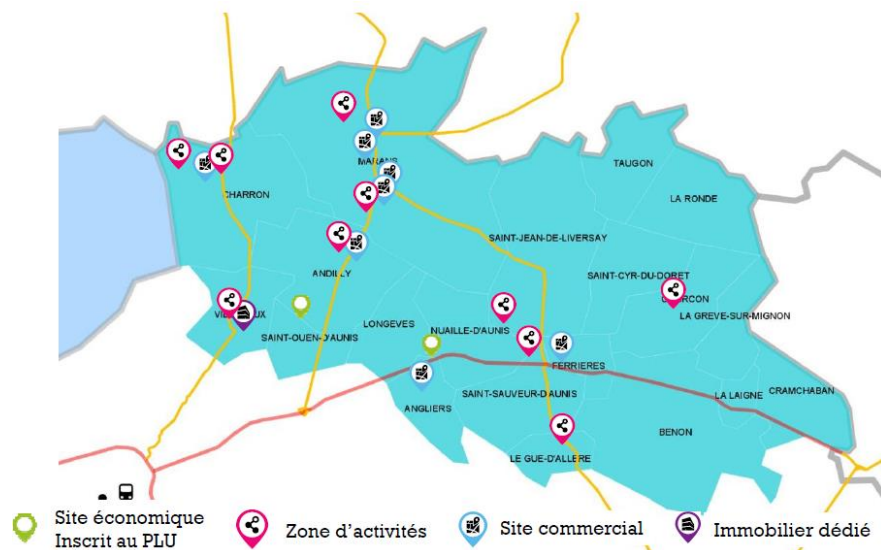 TAUGON
MARANS
CHARRON
LA RONDE
SAINT-JEAN-DE-LIVERSAY
ANDILLY
SAINT-CYR-DU-DORET
LA GREVE-SUR-MIGNON
LONGEVES
NUAILLE-D'AUNIS
SAINT-OUEN-D'AUNIS
FERRIERES
SAINT-SAUVEUR-D'AUNIS
LA LAIGNE
CRAMCHABAN
ANGLIERS
BENON
LE GUE-D'ALLERE
Site économique
Inscrit au PLU
Zone d'activités
Site commercial
Immobilier dédié